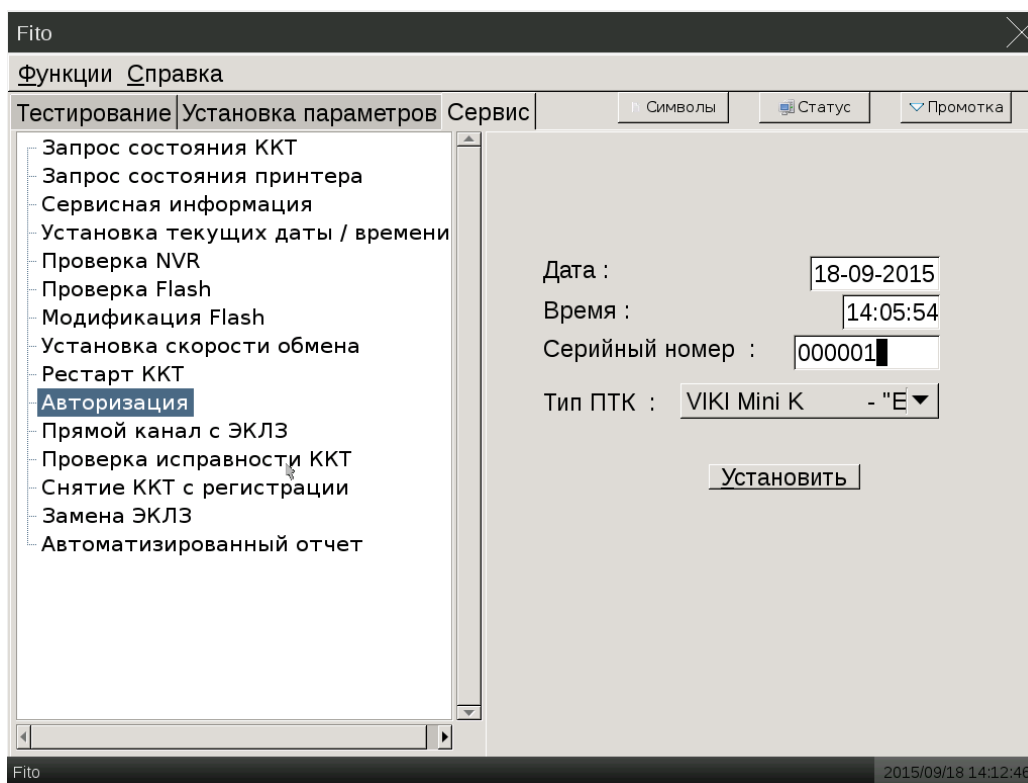 Fito
Функции Справка
Тестирование Установка параметров Сервис Символы Статус Промотка
Запрос состояния ККТ
Запрос состояния принтера
Сервисная информация
Установка текущих даты / времени
Проверка NVR
Проверка Flash
Модификация Flash
Установка скорости обмена
Рестарт ККТ
Авторизация
Прямой канал с ЭКЛЗ
Проверка исправности ККТ
Снятие ККТ с регистрации
Замена ЭКЛЗ
Автоматизированный отчет
Дата : 18-09-2015
Время : 14:05:54
Серийный номер : 000001
Тип ПТК : VIKI Mini K - "E
Установить
Fito 2015/09/18 14:12:46